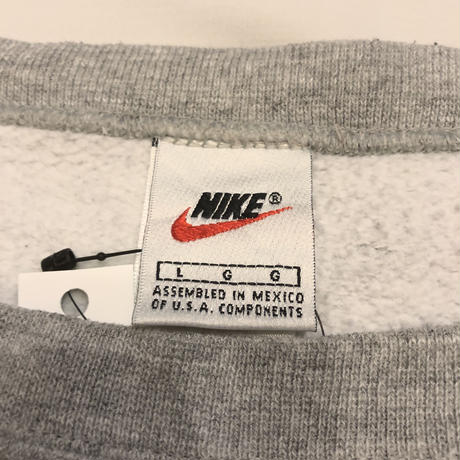 NIKE®
L G G
ASSEMBLED IN MEXICO
OF U.S.A. COMPONENTS